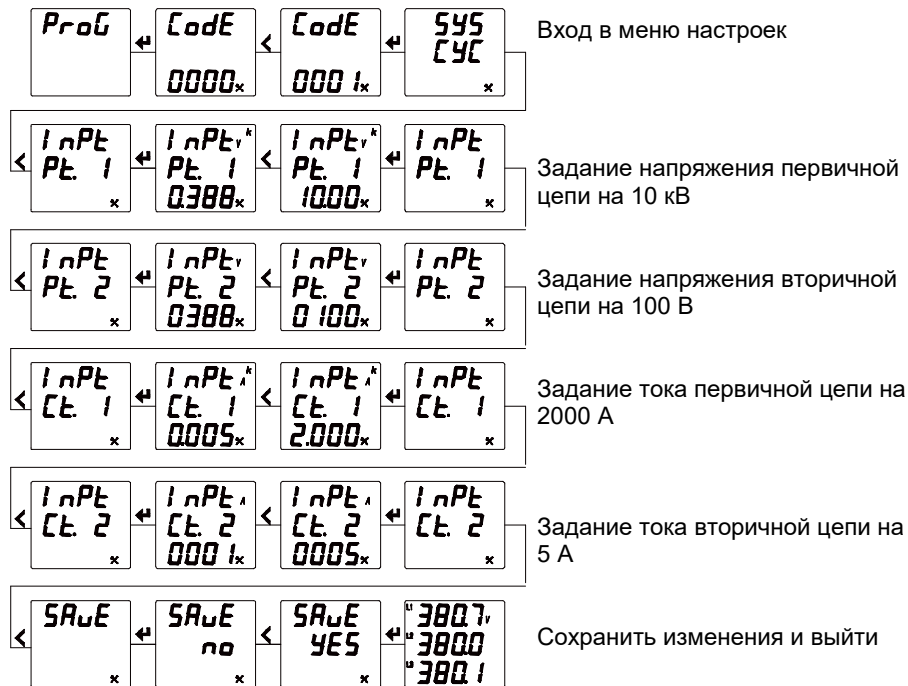 ProG CodE CodE SYS
CYC
0000 0001
Вход в меню настроек
InPt InPt v k InPt v k InPt
Pt. 1 Pt. 1 Pt. 1 Pt. 1
0.388 10.00
Задание напряжения первичной
цепи на 10 кВ
InPt InPt v InPt v InPt
Pt. 2 Pt. 2 Pt. 2 Pt. 2
0388 0100
Задание напряжения вторичной
цепи на 100 В
InPt InPt A k InPt A k InPt
Ct. 1 Ct. 1 Ct. 1 Ct. 1
0.005 2.000
Задание тока первичной цепи на
2000 А
InPt InPt A InPt A InPt
Ct. 2 Ct. 2 Ct. 2 Ct. 2
0001 0005
Задание тока вторичной цепи на
5 А
SAvE SAvE SAvE L1 380.7 v
no YES L2 380.0
L3 380.1
Сохранить изменения и выйти